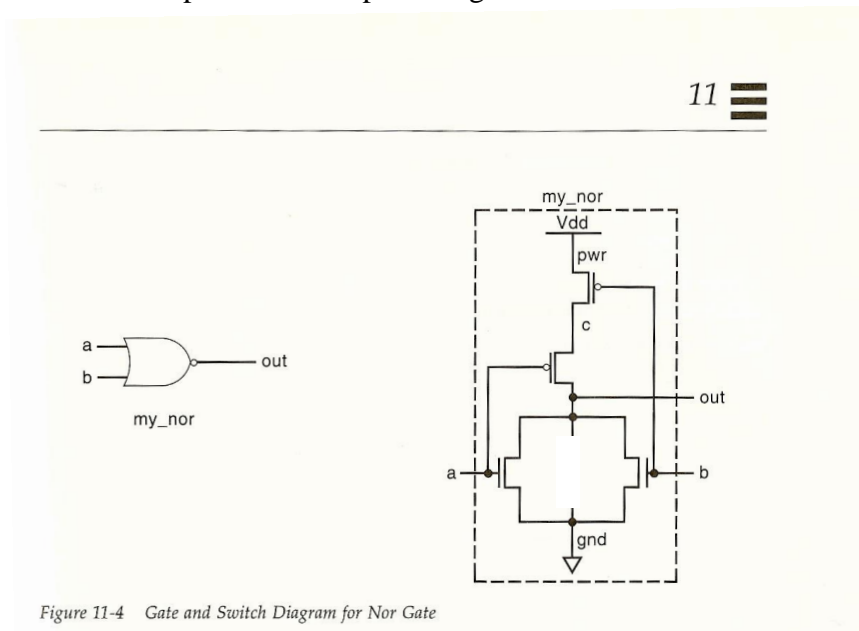 11
my_nor
Vdd
pwr
c
a
b
out
my_nor
out
a
b
gnd
Figure 11-4 Gate and Switch Diagram for Nor Gate